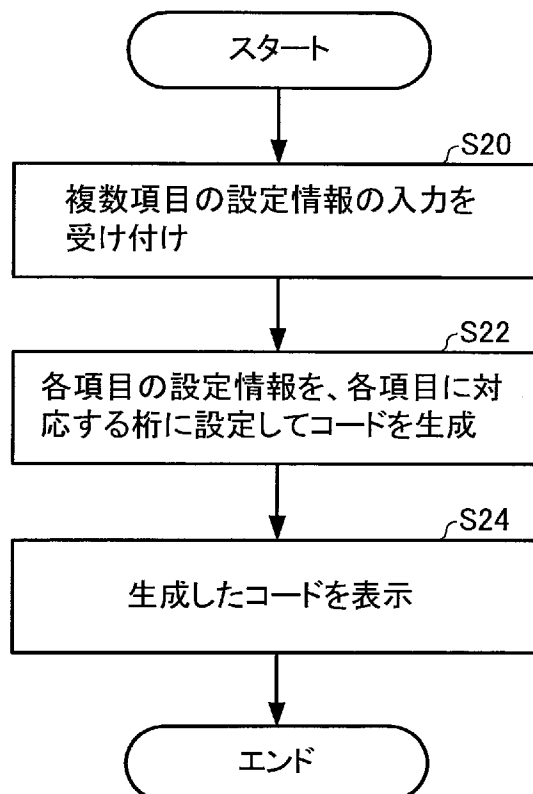 スタート
S20
複数項目の設定情報の入力を
受け付け
S22
各項目の設定情報を、各項目に対
応する桁に設定してコードを生成
S24
生成したコードを表示
エンド